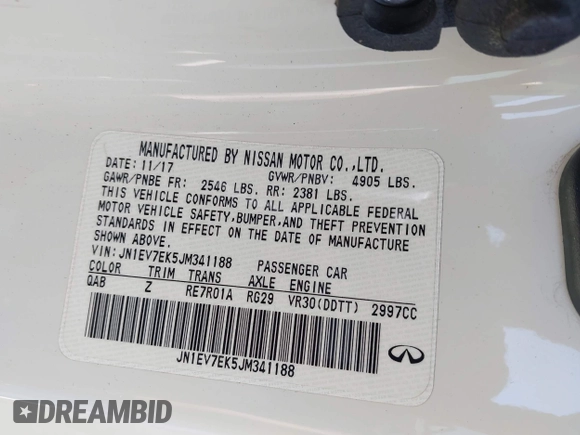 MANUFACTURED BY NISSAN MOTOR CO.,LTD.
DATE: 11/17 GVWR/PNBV: 4905 LBS.
GAWR/PNBE FR: 2546 LBS. RR: 2381 LBS.
THIS VEHICLE CONFORMS TO ALL APPLICABLE FEDERAL
MOTOR VEHICLE SAFETY, BUMPER, AND THEFT PREVENTION
STANDARDS IN EFFECT ON THE DATE OF MANUFACTURE
SHOWN ABOVE.
VIN: JN1EV7EK5JM341188 PASSENGER CAR
COLOR TRIM TRANS AXLE ENGINE
QAB Z RE7R01A RG29 VR30(DDTT) 2997CC
JN1EV7EK5JM341188
DREAMBID